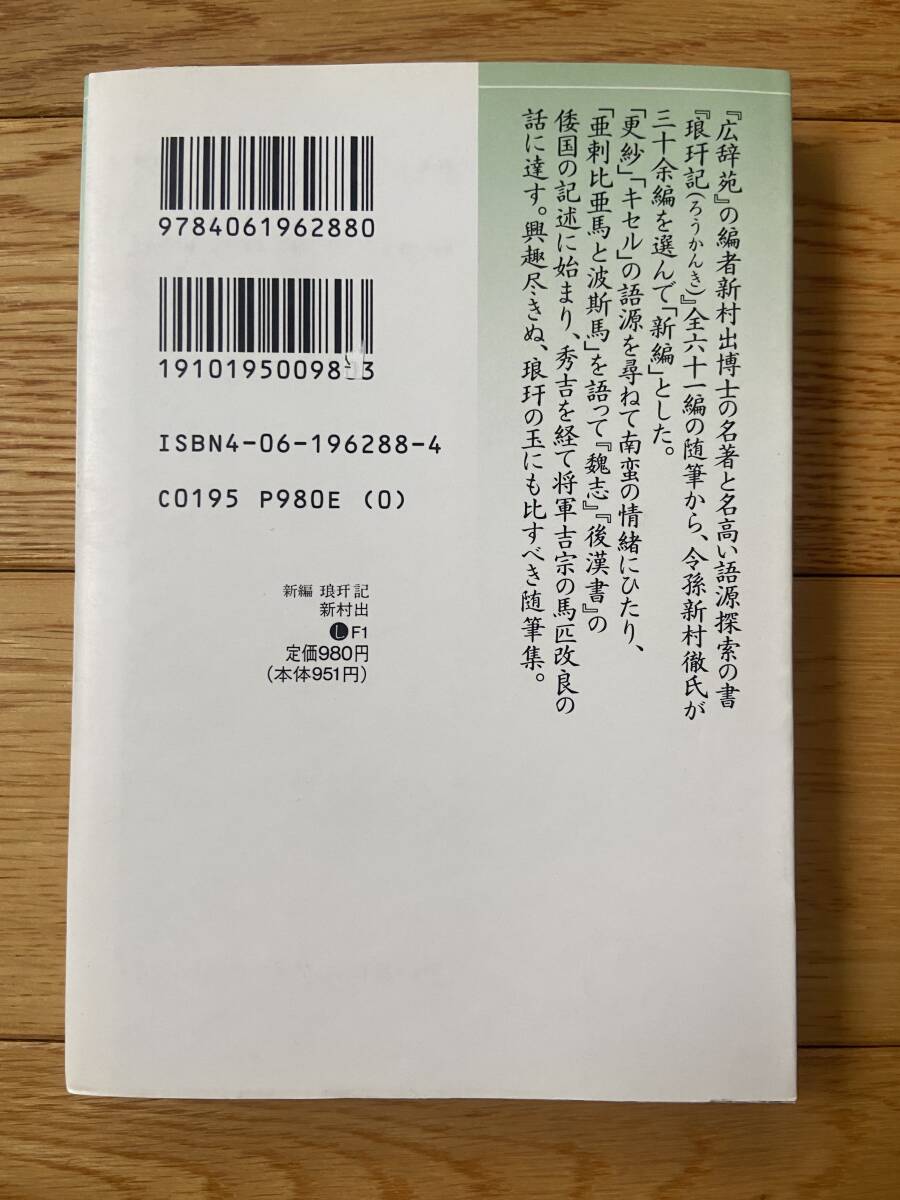 『広辞苑』の編者新村出博士の名著と名高い語源探索の書
『琅玕記(ろうかんき)』全六十一編の随筆から、令孫新村徹氏が
三十余編を選んで「新編」とした。
「更紗」「キセル」の語源を尋ねて南蛮の情緒にひたり、
「亜剌比亜馬と波斯馬」を語って『魏志』『後漢書』の
倭国の記述に始まり、秀吉を経て将軍吉宗の馬匹改良の
話に達す。興趣尽きぬ、琅玕の玉にも比すべき随筆集。
9784061962880
ISBN4-06-196288-4
C0195 P980E (0)
新編 琅玕記
新村出
L F1
定価980円
(本体951円)